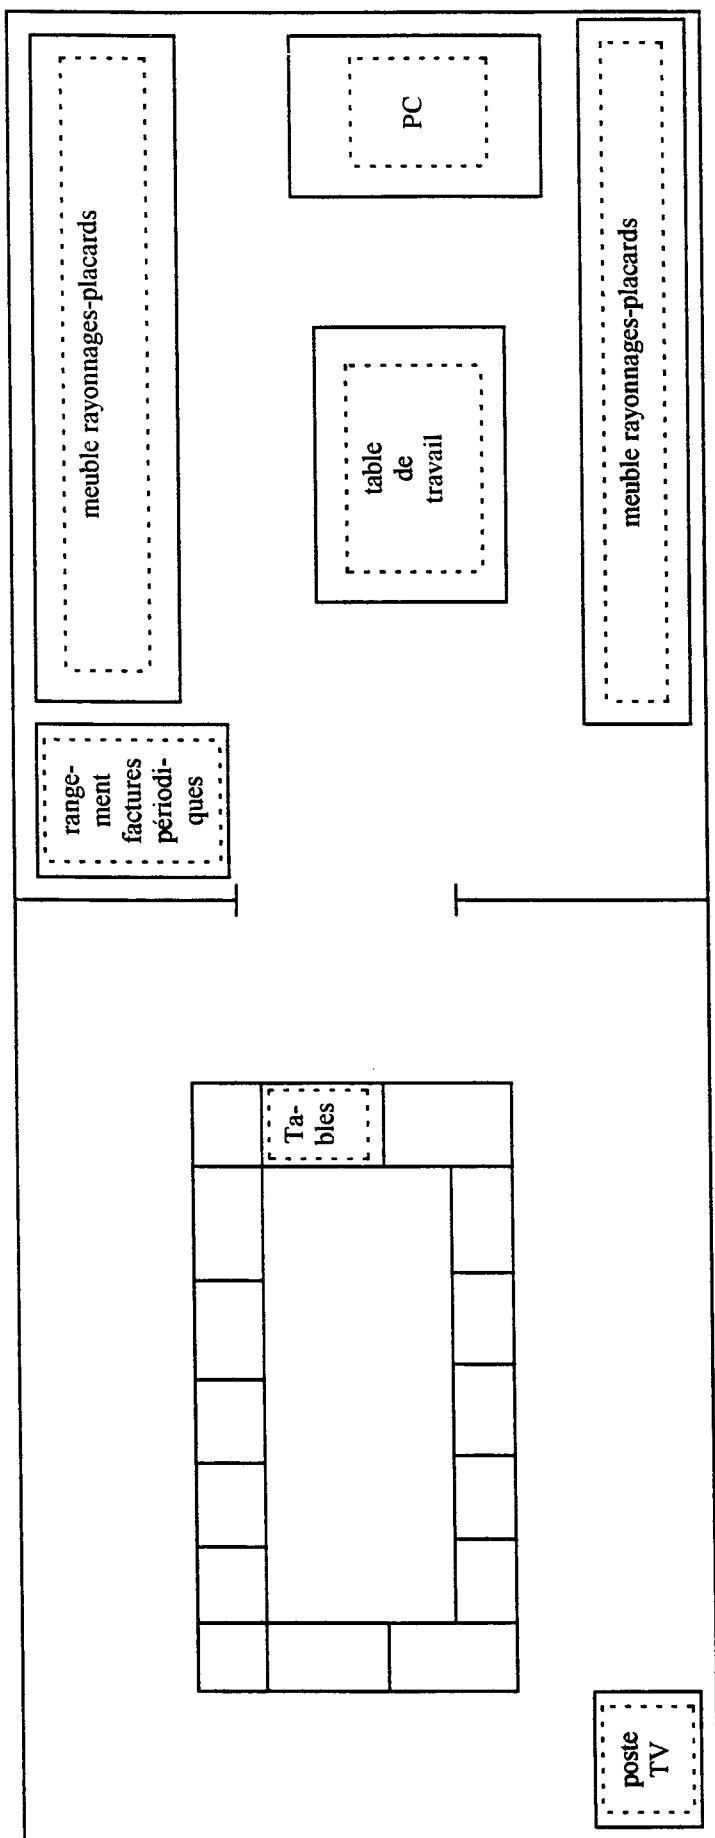 meuble rayonnages-placards
PC
table
de
travail
meuble rayonnages-placards
range-
ment
factures
périodi-
ques
Ta-
bles
poste
TV